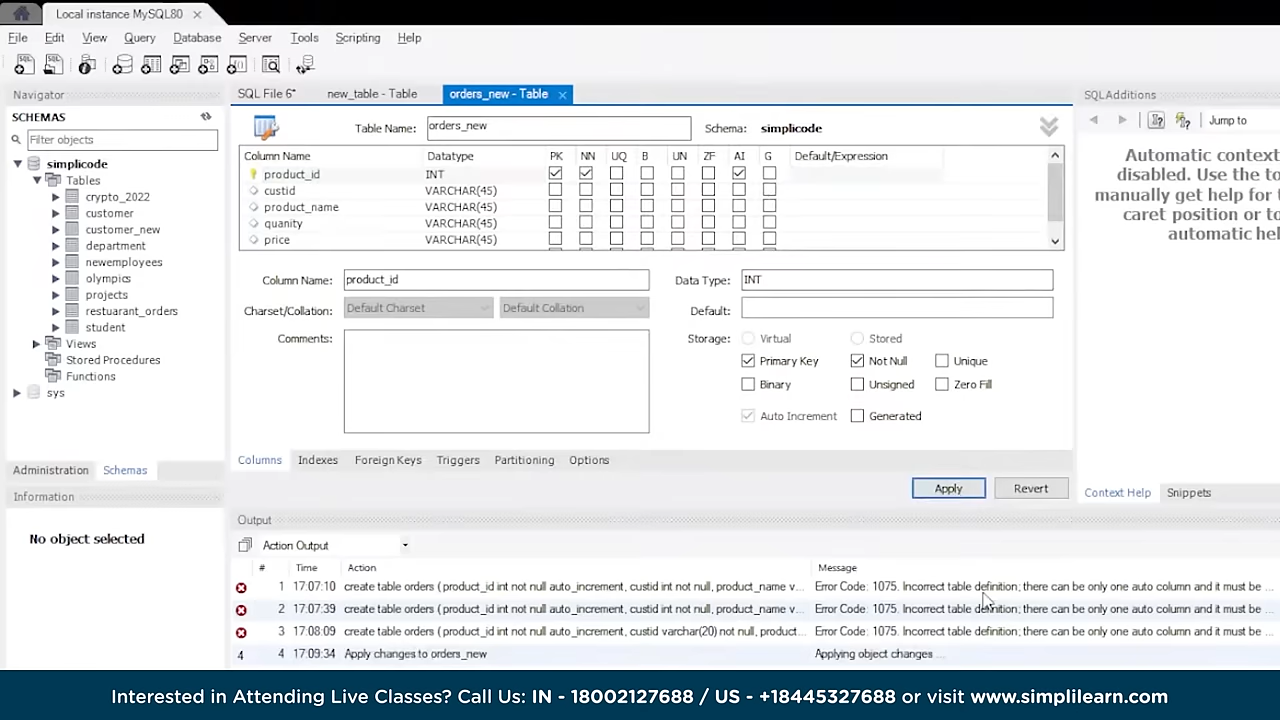 Local instance MySQL80 ×
File Edit View Query Database Server Tools Scripting Help
Navigator
SCHEMAS
Filter objects
simplicode
Tables
crypto_2022
customer
customer_new
department
newemployees
olympics
projects
restuarant_orders
student
Views
Stored Procedures
Functions
sys
Administration Schemas
Information
No object selected
SQL File 6* new_table - Table orders_new - Table ×
Table Name: orders_new Schema: simplicode
Column Name Datatype PK NN UQ B UN ZF AI G Default/Expression
product_id INT
custid VARCHAR(45)
product_name VARCHAR(45)
quanity VARCHAR(45)
price VARCHAR(45)
Column Name: product_id Data Type: INT
Charset/Collation: Default Charset Default Collation Default:
Comments: Storage: Virtual Stored
Primary Key Not Null Unique
Binary Unsigned Zero Fill
Auto Increment Generated
Columns Indexes Foreign Keys Triggers Partitioning Options
Apply Revert
SQLAdditions
Jump to
Automatic context
disabled. Use the to
manually get help for t
caret position or to
automatic hel
Context Help Snippets
Output
Action Output
# Time Action Message
1 17:07:10 create table orders ( product_id int not null auto_increment, custid int not null, product_name v... Error Code: 1075. Incorrect table definition; there can be only one auto column and it must be ...
2 17:07:39 create table orders ( product_id int not null auto_increment, custid int not null, product_name v... Error Code: 1075. Incorrect table definition; there can be only one auto column and it must be ...
3 17:08:09 create table orders ( product_id int not null auto_increment, custid varchar(20) not null, product... Error Code: 1075. Incorrect table definition; there can be only one auto column and it must be ...
4 4 17:09:34 Apply changes to orders_new Applying object changes ...
Interested in Attending Live Classes? Call Us: IN - 18002127688 / US - +18445327688 or visit www.simplilearn.com